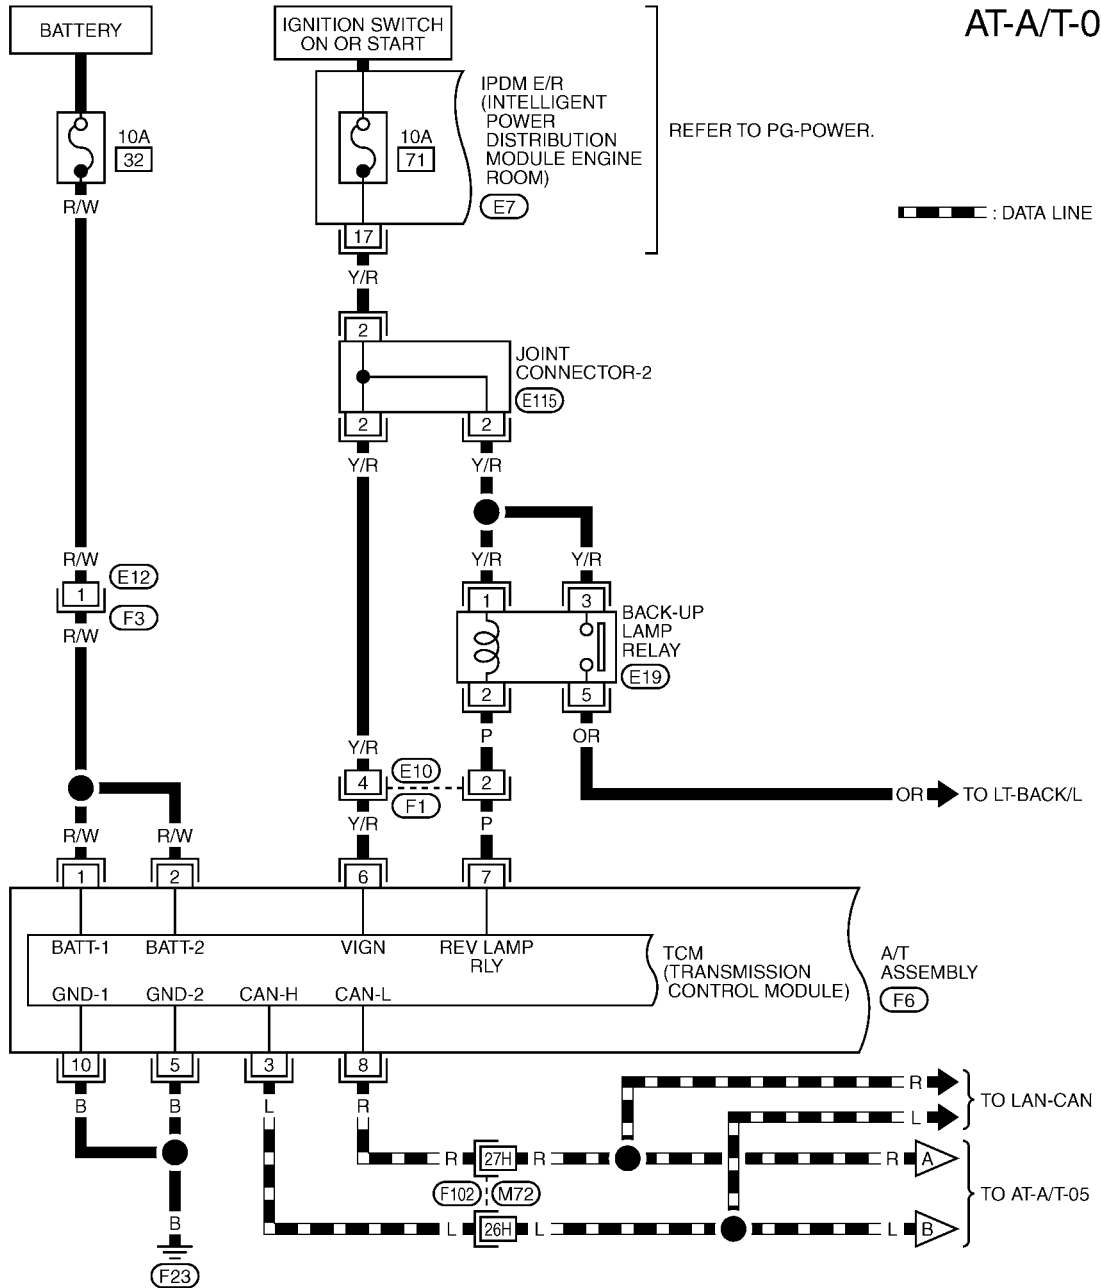 AT-A/T-0
BATTERY
IGNITION SWITCH
ON OR START
IPDM E/R
(INTELLIGENT
POWER
DISTRIBUTION
MODULE ENGINE
ROOM)
E7
REFER TO PG-POWER.
10A
32
10A
71
R/W
: DATA LINE
17
Y/R
2
JOINT
CONNECTOR-2
E115
2
2
Y/R
Y/R
R/W
Y/R
Y/R
1
E12
F3
R/W
1
3
BACK-UP
LAMP
RELAY
E19
2
5
P
OR
Y/R
4
E10
F1
2
OR
TO LT-BACK/L
Y/R
P
R/W
R/W
1
2
6
7
BATT-1
BATT-2
VIGN
REV LAMP
RLY
TCM
(TRANSMISSION
CONTROL MODULE)
A/T
ASSEMBLY
F6
GND-1
GND-2
CAN-H
CAN-L
10
5
3
8
B
B
L
R
R
L
TO LAN-CAN
R
27H
R
R
A
F102
M72
TO AT-A/T-05
L
26H
L
L
B
B
F23